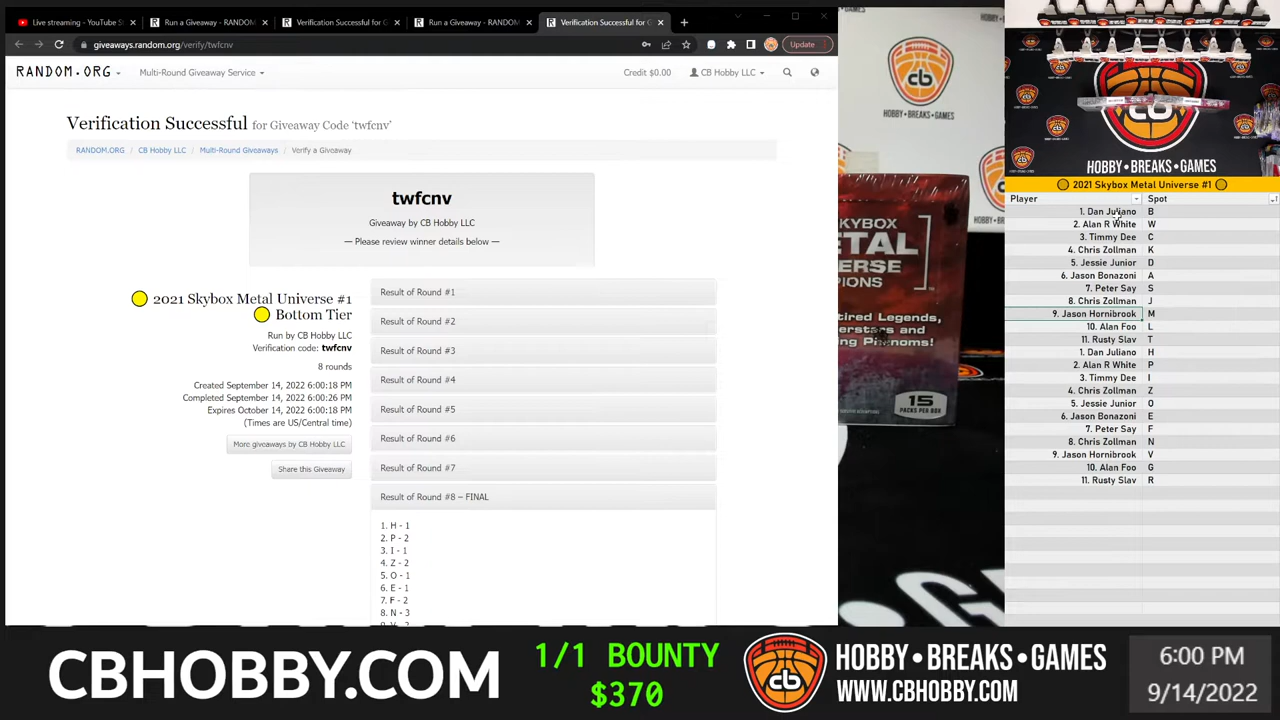 Live streaming - YouTube S
Run a Giveaway - RANDOM
Verification Successful for G
Run a Giveaway - RANDOM
Verification Successful for G
giveaways.random.org/verify/twfcnv
Update
RANDOM.ORG
Multi-Round Giveaway Service
Credit $0.00
CB Hobby LLC
Verification Successful for Giveaway Code 'twfcnv'
RANDOM.ORG / CB Hobby LLC / Multi-Round Giveaways / Verify a Giveaway
twfcnv
Giveaway by CB Hobby LLC
— Please review winner details below —
2021 Skybox Metal Universe #1
Bottom Tier
Run by CB Hobby LLC
Verification code: twfcnv
8 rounds
Created September 14, 2022 6:00:18 PM
Completed September 14, 2022 6:00:26 PM
Expires October 14, 2022 6:00:18 PM
(Times are US/Central time)
More giveaways by CB Hobby LLC
Share this Giveaway
Result of Round #1
Result of Round #2
Result of Round #3
Result of Round #4
Result of Round #5
Result of Round #6
Result of Round #7
Result of Round #8 – FINAL
1. H - 1
2. P - 2
3. I - 1
4. Z - 2
5. O - 1
6. E - 1
7. F - 2
8. N - 3
cb
HOBBY•BREAKS•GAMES
SKYBOX
15
PACKS PER BOX
cb
HOBBY•BREAKS•GAMES
2021 Skybox Metal Universe #1
Player Spot
1. Dan Juliano B
2. Alan R White W
3. Timmy Dee C
4. Chris Zollman K
5. Jessie Junior D
6. Jason Bonazoni A
7. Peter Say S
8. Chris Zollman J
9. Jason Hornibrook M
10. Alan Foo L
11. Rusty Slav T
1. Dan Juliano H
2. Alan R White P
3. Timmy Dee I
4. Chris Zollman Z
5. Jessie Junior O
6. Jason Bonazoni E
7. Peter Say F
8. Chris Zollman N
9. Jason Hornibrook V
10. Alan Foo G
11. Rusty Slav R
CBHOBBY.COM
1/1 BOUNTY
$370
cb
HOBBY•BREAKS•GAMES
WWW.CBHOBBY.COM
6:00 PM
9/14/2022